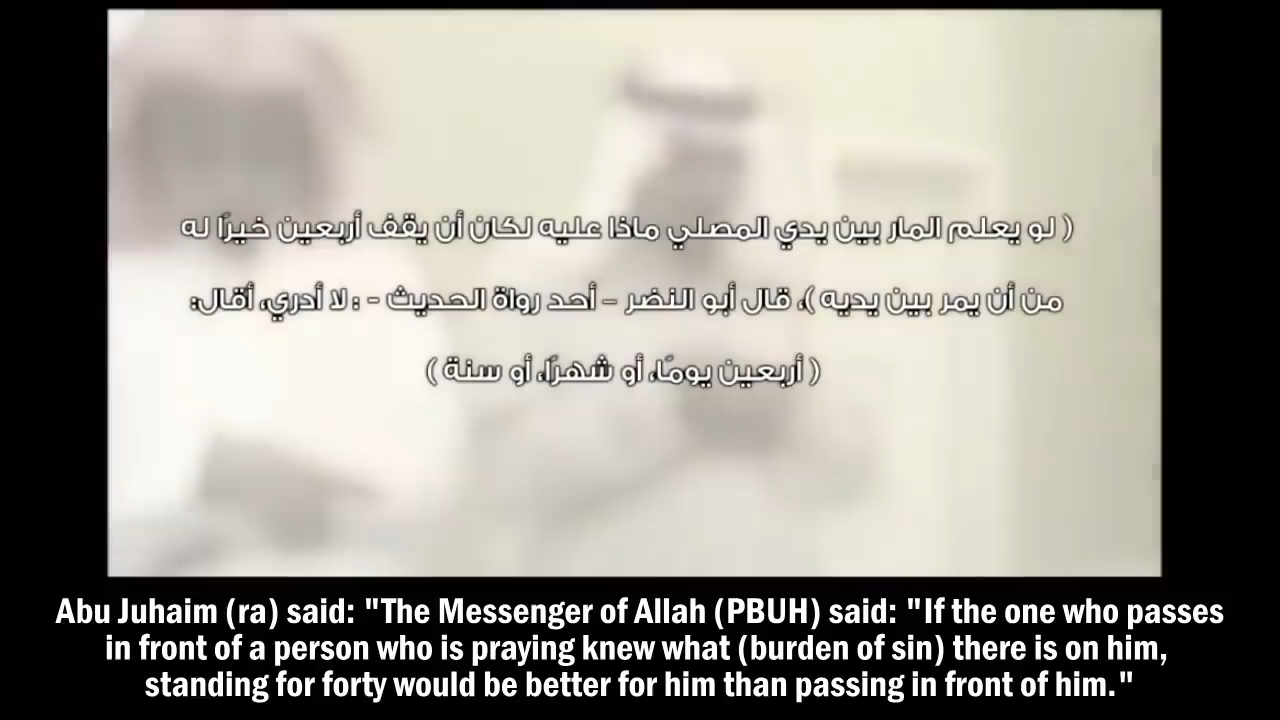 ( لو يعلم المار بين يدي المصلي ماذا عليه لكان أن يقف أربعين خيرًا له
من أن يمر بين يديه )، قال أبو النضر – أحد رواة الحديث - : لا أدري، أقال:
( أربعين يومًا، أو شهرًا، أو سنة )
Abu Juhaim (ra) said: "The Messenger of Allah (PBUH) said: "If the one who passes
in front of a person who is praying knew what (burden of sin) there is on him,
standing for forty would be better for him than passing in front of him."